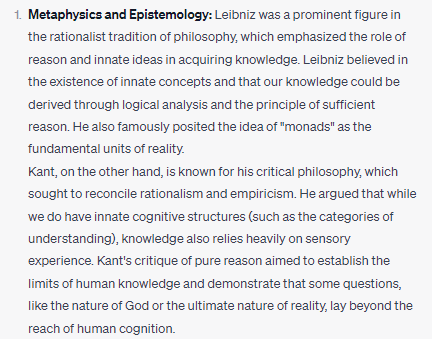 1. Metaphysics and Epistemology: Leibniz was a prominent figure in
the rationalist tradition of philosophy, which emphasized the role of
reason and innate ideas in acquiring knowledge. Leibniz believed in
the existence of innate concepts and that our knowledge could be
derived through logical analysis and the principle of sufficient
reason. He also famously posited the idea of "monads" as the
fundamental units of reality.
Kant, on the other hand, is known for his critical philosophy, which
sought to reconcile rationalism and empiricism. He argued that while
we do have innate cognitive structures (such as the categories of
understanding), knowledge also relies heavily on sensory
experience. Kant's critique of pure reason aimed to establish the
limits of human knowledge and demonstrate that some questions,
like the nature of God or the ultimate nature of reality, lay beyond the
reach of human cognition.